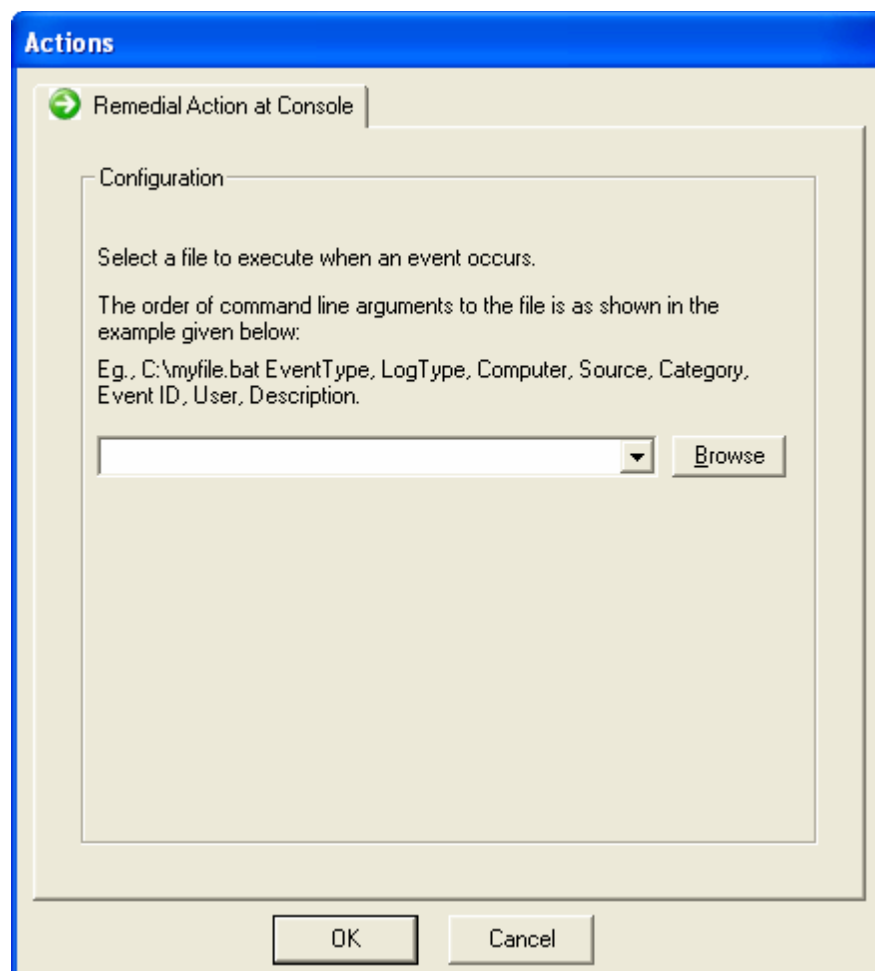 Actions
Remedial Action at Console
Configuration
Select a file to execute when an event occurs.
The order of command line arguments to the file is as shown in the
example given below:
Eg., C:\myfile.bat EventType, LogType, Computer, Source, Category,
Event ID, User, Description.
Browse
OK
Cancel